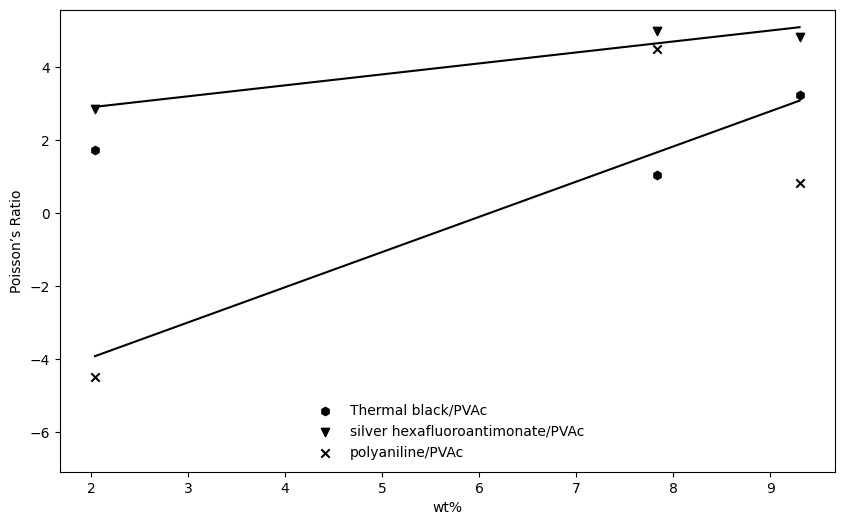 4
2
0
−2
−4
−6
Poisson’s Ratio
Thermal black/PVAc
silver hexafluoroantimonate/PVAc
polyaniline/PVAc
2 3 4 5 6 7 8 9
wt%